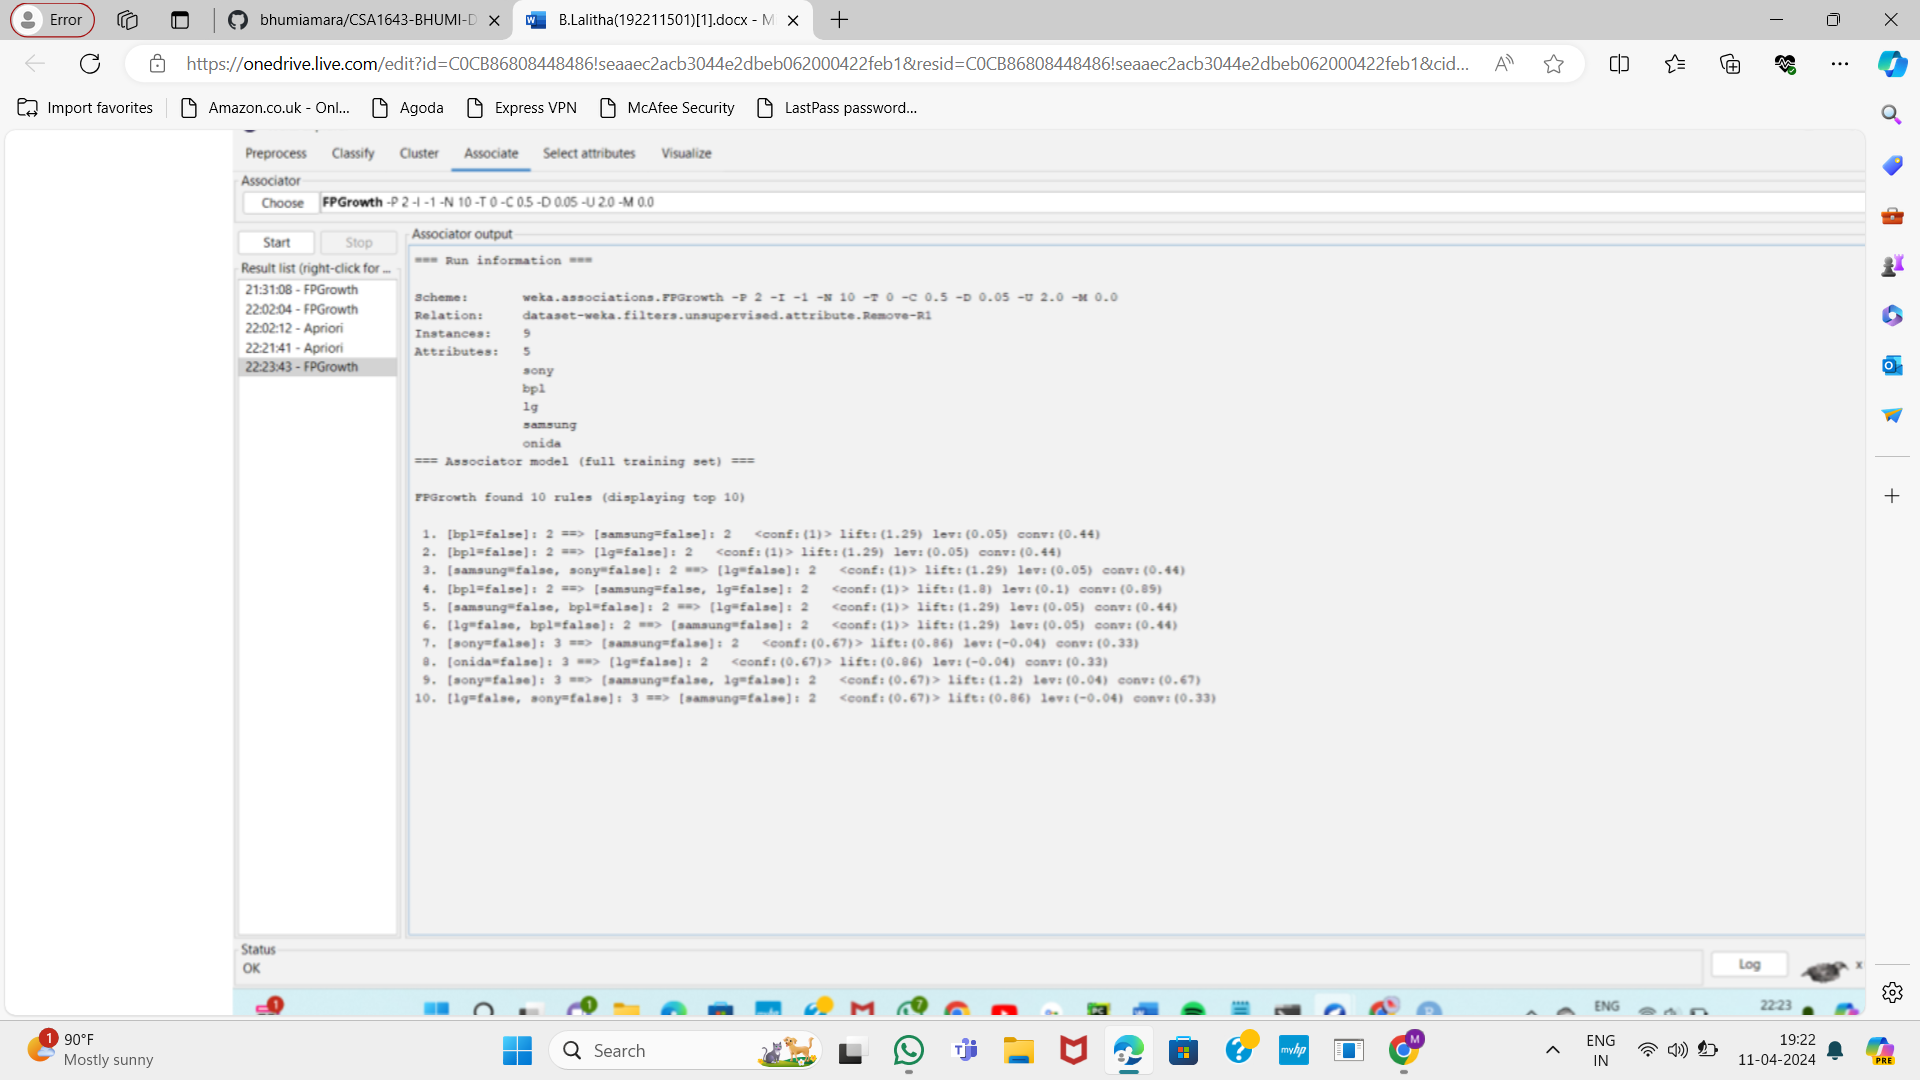 Error
bhumiamara/CSA1643-BHUMI-D
B.Lalitha(192211501)[1].docx - M
https://onedrive.live.com/edit?id=C0CB86808448486!seaaec2acb3044e2dbeb062000422feb1&resid=C0CB86808448486!seaaec2acb3044e2dbeb062000422feb1&cid...
Import favorites
Amazon.co.uk - Onl...
Agoda
Express VPN
McAfee Security
LastPass password...
Preprocess Classify Cluster Associate Select attributes Visualize
Associator
Choose FPGrowth -P 2 -I -1 -N 10 -T 0 -C 0.5 -D 0.05 -U 2.0 -M 0.0
Start Stop
Result list (right-click for ...
21:31:08 - FPGrowth
22:02:04 - FPGrowth
22:02:12 - Apriori
22:21:41 - Apriori
22:23:43 - FPGrowth
Associator output
=== Run information ===
Scheme: weka.associations.FPGrowth -P 2 -I -1 -N 10 -T 0 -C 0.5 -D 0.05 -U 2.0 -M 0.0
Relation: dataset-weka.filters.unsupervised.attribute.Remove-R1
Instances: 9
Attributes: 5
sony
bpl
lg
samsung
onida
=== Associator model (full training set) ===
FPGrowth found 10 rules (displaying top 10)
1. [bpl=false]: 2 ==> [samsung=false]: 2 <conf:(1)> lift:(1.29) lev:(0.05) conv:(0.44)
2. [bpl=false]: 2 ==> [lg=false]: 2 <conf:(1)> lift:(1.29) lev:(0.05) conv:(0.44)
3. [samsung=false, sony=false]: 2 ==> [lg=false]: 2 <conf:(1)> lift:(1.29) lev:(0.05) conv:(0.44)
4. [bpl=false]: 2 ==> [samsung=false, lg=false]: 2 <conf:(1)> lift:(1.8) lev:(0.1) conv:(0.89)
5. [samsung=false, bpl=false]: 2 ==> [lg=false]: 2 <conf:(1)> lift:(1.29) lev:(0.05) conv:(0.44)
6. [lg=false, bpl=false]: 2 ==> [samsung=false]: 2 <conf:(1)> lift:(1.29) lev:(0.05) conv:(0.44)
7. [sony=false]: 3 ==> [samsung=false]: 2 <conf:(0.67)> lift:(0.86) lev:(-0.04) conv:(0.33)
8. [onida=false]: 3 ==> [lg=false]: 2 <conf:(0.67)> lift:(0.86) lev:(-0.04) conv:(0.33)
9. [sony=false]: 3 ==> [samsung=false, lg=false]: 2 <conf:(0.67)> lift:(1.2) lev:(0.04) conv:(0.67)
10. [lg=false, sony=false]: 3 ==> [samsung=false]: 2 <conf:(0.67)> lift:(0.86) lev:(-0.04) conv:(0.33)
Status
OK
Log
x
1
1
7
ENG
22:23
1
90°F
Mostly sunny
Search
myhp
M
ENG
IN
19:22
11-04-2024
PRE